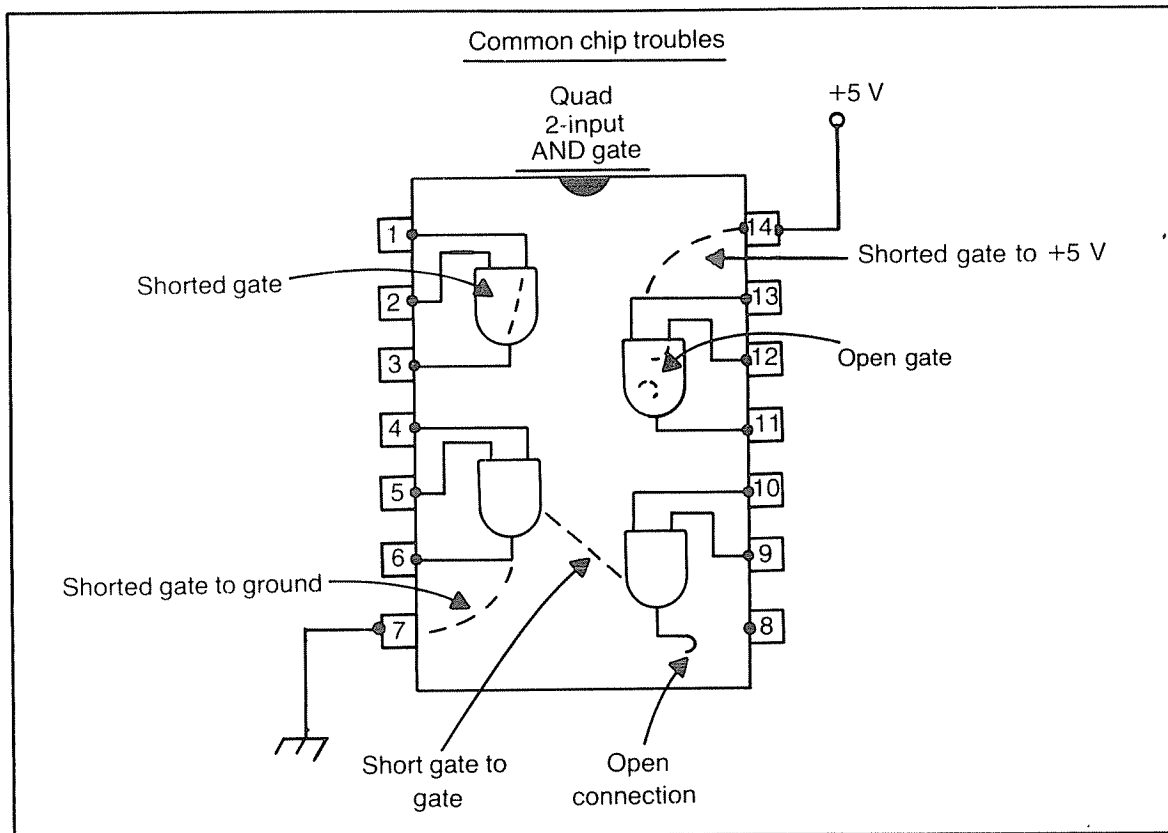 Common chip troubles
Quad
2-input
AND gate
+5 V
1
14
Shorted gate to +5 V
Shorted gate
2
13
3
12
Open gate
4
11
5
10
6
9
Shorted gate to ground
7
8
Short gate to
gate
Open
connection